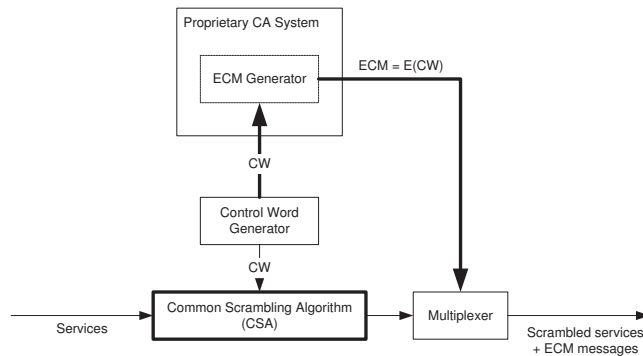 Proprietary CA System
ECM Generator
ECM = E(CW)
CW
Control Word
Generator
CW
Common Scrambling Algorithm
(CSA)
Multiplexer
Services
Scrambled services
+ ECM messages